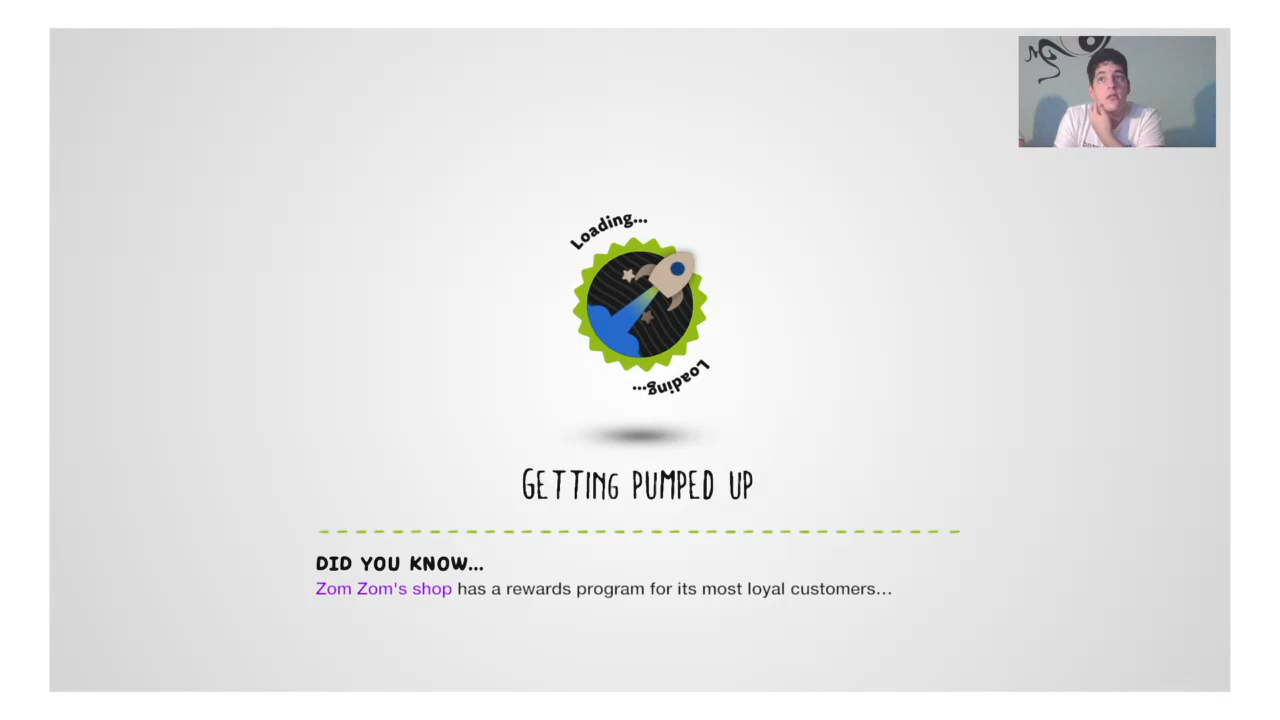 Loading...
Loading...
GETTING PUMPED UP
DID YOU KNOW...
Zom Zom's shop has a rewards program for its most loyal customers...